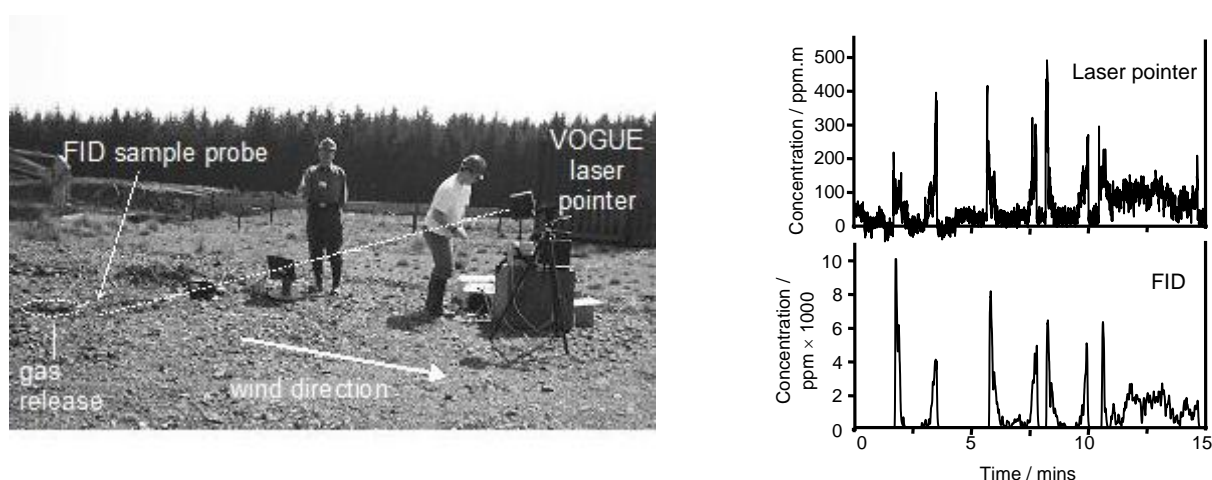 FID sample probe
VOGUE
laser
pointer
gas
release
wind direction
Concentration / ppm.m
500
400
300
200
100
0
Laser pointer
Concentration /
ppm × 1000
10
8
6
4
2
0
FID
0
5
10
15
Time / mins